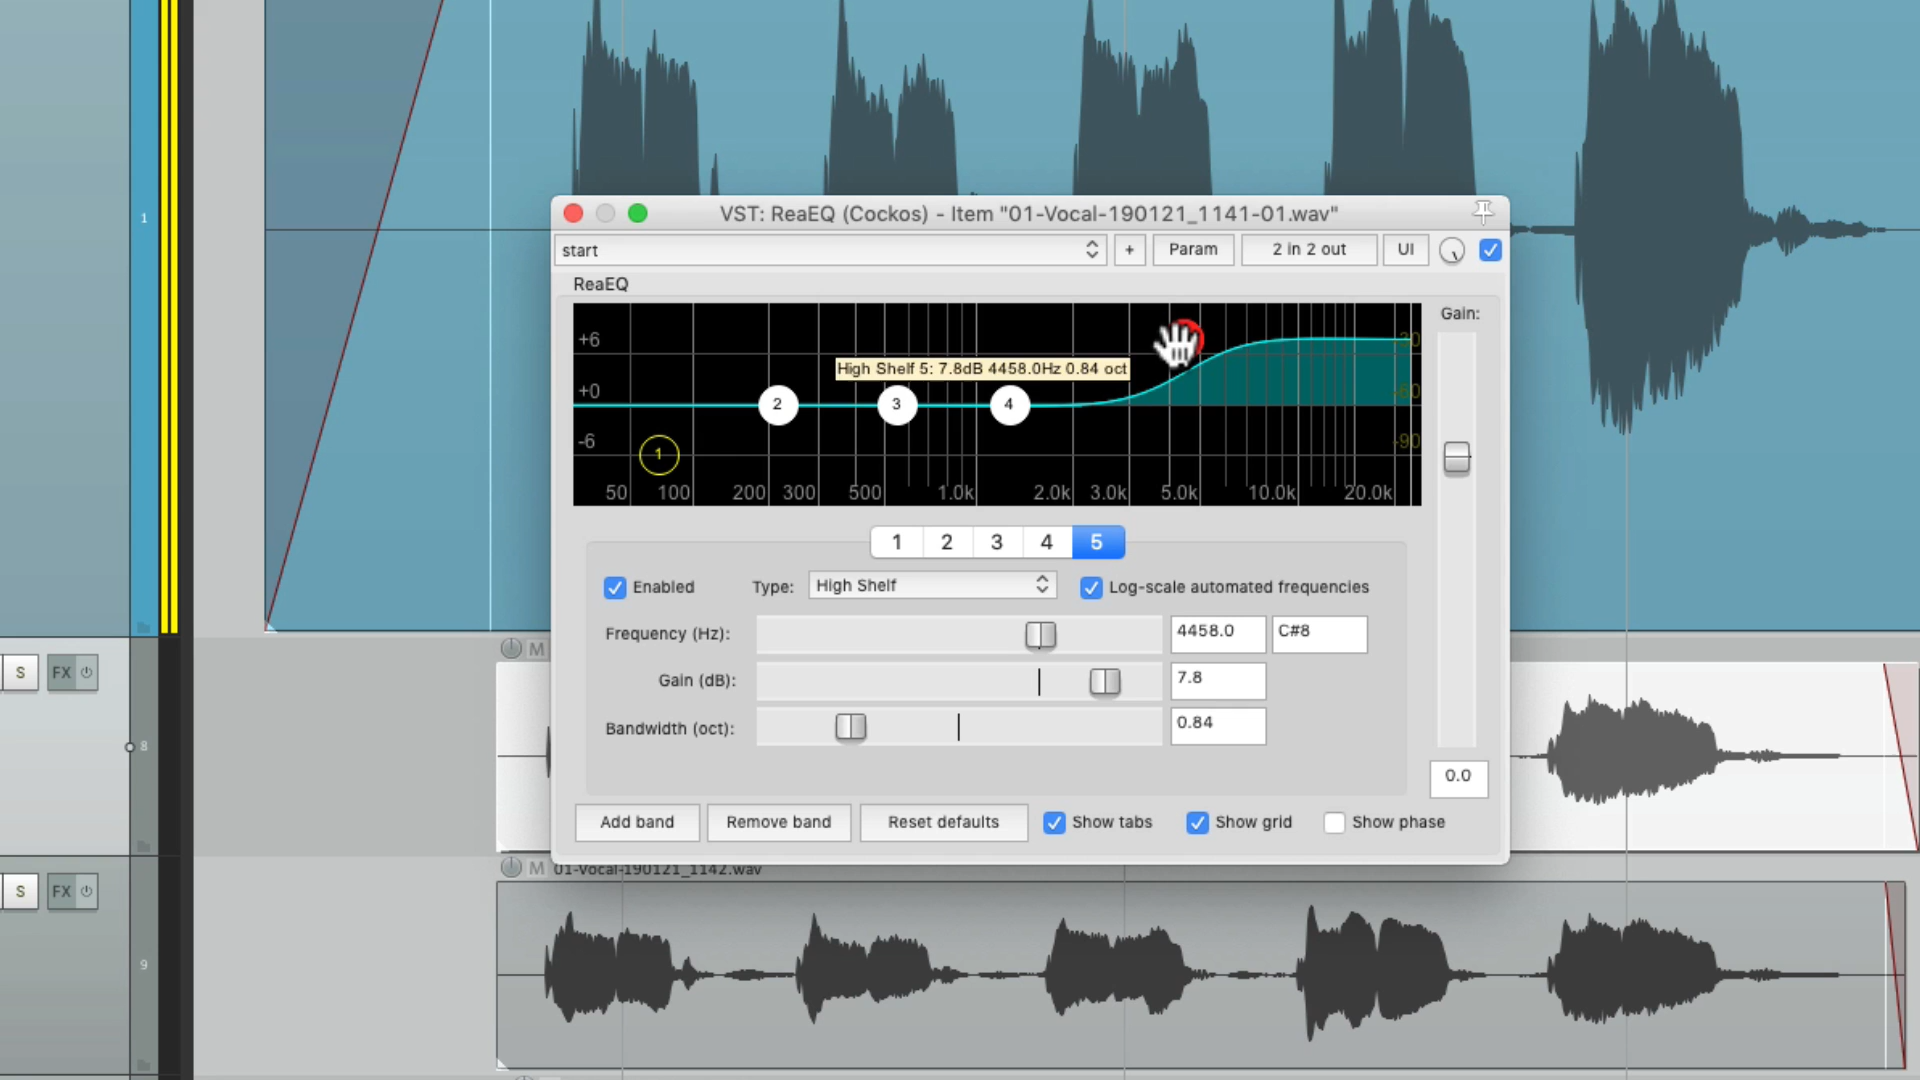 VST: ReaEQ (Cockos) - Item "01-Vocal-190121_1141-01.wav"
start
+
Param
2 in 2 out
UI
ReaEQ
Gain:
+6
-30
High Shelf 5: 7.8dB 4458.0Hz 0.84 oct
+0
-60
2
3
4
-6
1
-90
50
100
200
300
500
1.0k
2.0k
3.0k
5.0k
10.0k
20.0k
1
2
3
4
5
Enabled
Type:
High Shelf
Log-scale automated frequencies
Frequency (Hz):
4458.0
C#8
Gain (dB):
7.8
Bandwidth (oct):
0.84
0.0
Add band
Remove band
Reset defaults
Show tabs
Show grid
Show phase
1
M
S
FX
8
M
01-Vocal-190121_1142.wav
S
FX
9